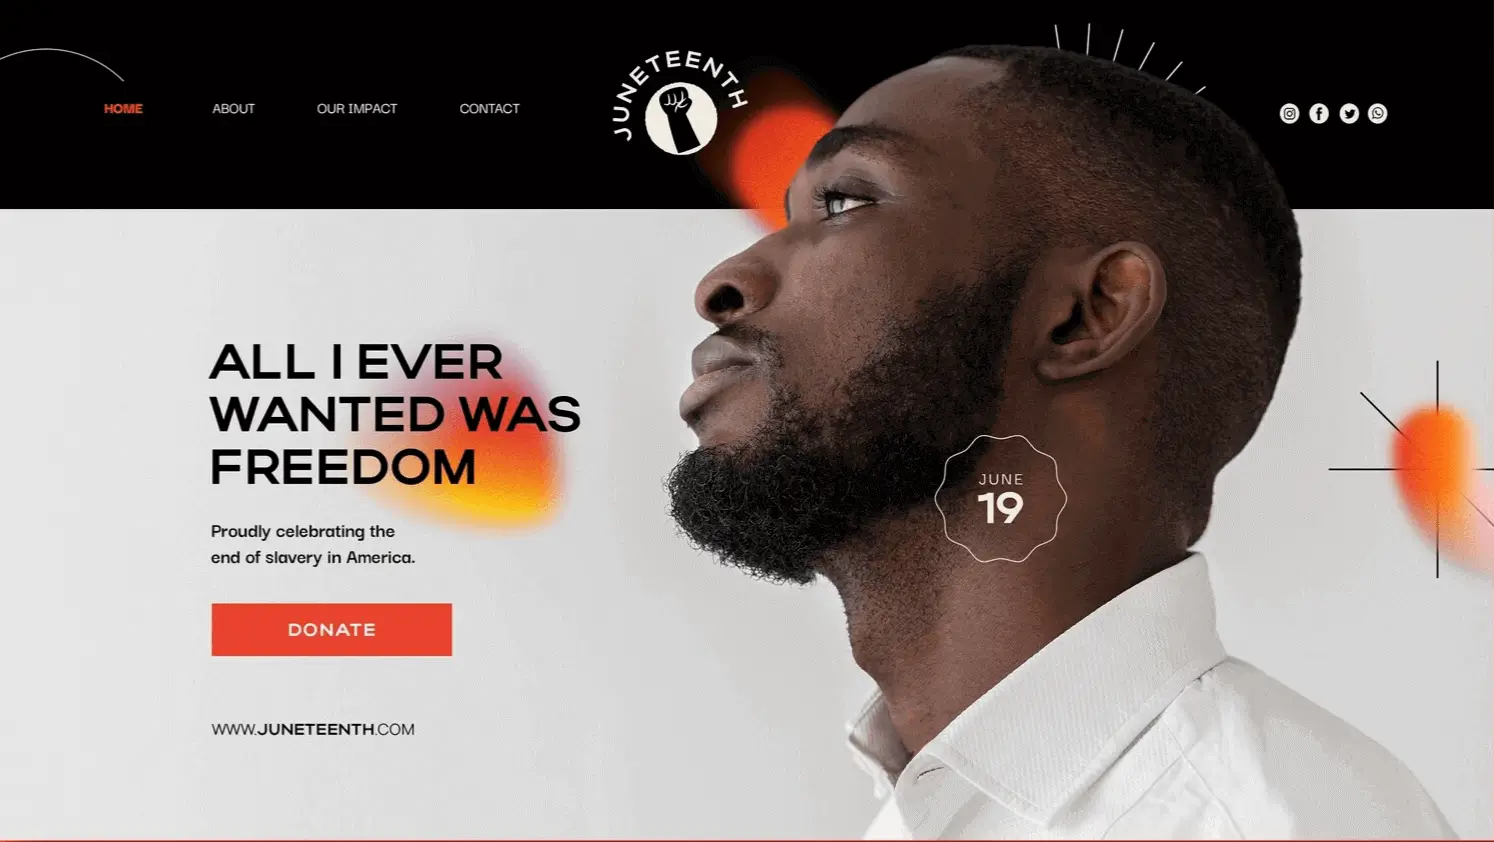 HOME
ABOUT
OUR IMPACT
CONTACT
JUNETEENTH
ALL I EVER
WANTED WAS
FREEDOM
Proudly celebrating the
end of slavery in America.
DONATE
WWW.JUNETEENTH.COM
JUNE
19